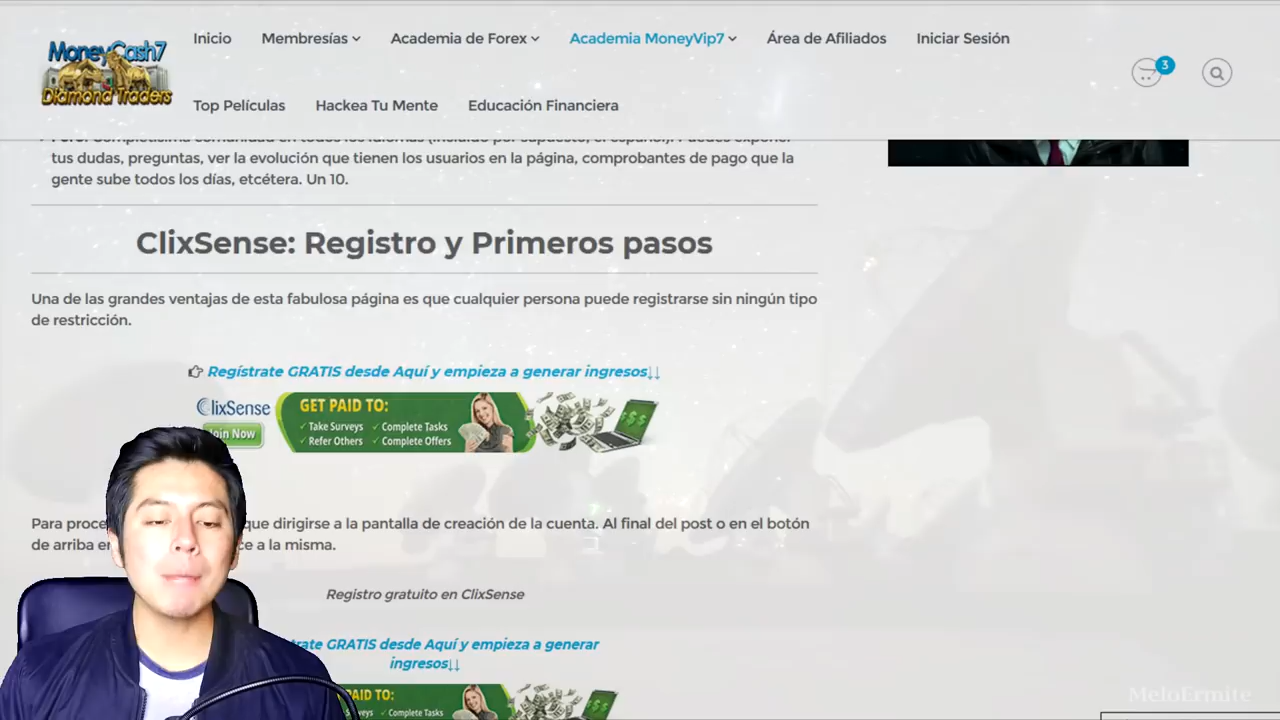 MoneyCash7
Diamond Traders
Inicio
Membresías
Academia de Forex
Academia MoneyVip7
Área de Afiliados
Iniciar Sesión
3
Top Películas
Hackea Tu Mente
Educación Financiera
tus dudas, preguntas, ver la evolución que tienen los usuarios en la página, comprobantes de pago que la
gente sube todos los días, etcétera. Un 10.
ClixSense: Registro y Primeros pasos
Una de las grandes ventajas de esta fabulosa página es que cualquier persona puede registrarse sin ningún tipo
de restricción.
Regístrate GRATIS desde Aquí y empieza a generar ingresos↓↓
ClixSense
Join Now
GET PAID TO:
✓ Take Surveys ✓ Complete Tasks
✓ Refer Others ✓ Complete Offers
Para proce que dirigirse a la pantalla de creación de la cuenta. Al final del post o en el botón
de arriba en ce a la misma.
Registro gratuito en ClixSense
trate GRATIS desde Aquí y empieza a generar
ingresos↓↓
PAID TO:
veys ✓ Complete Tasks
MeloErmite